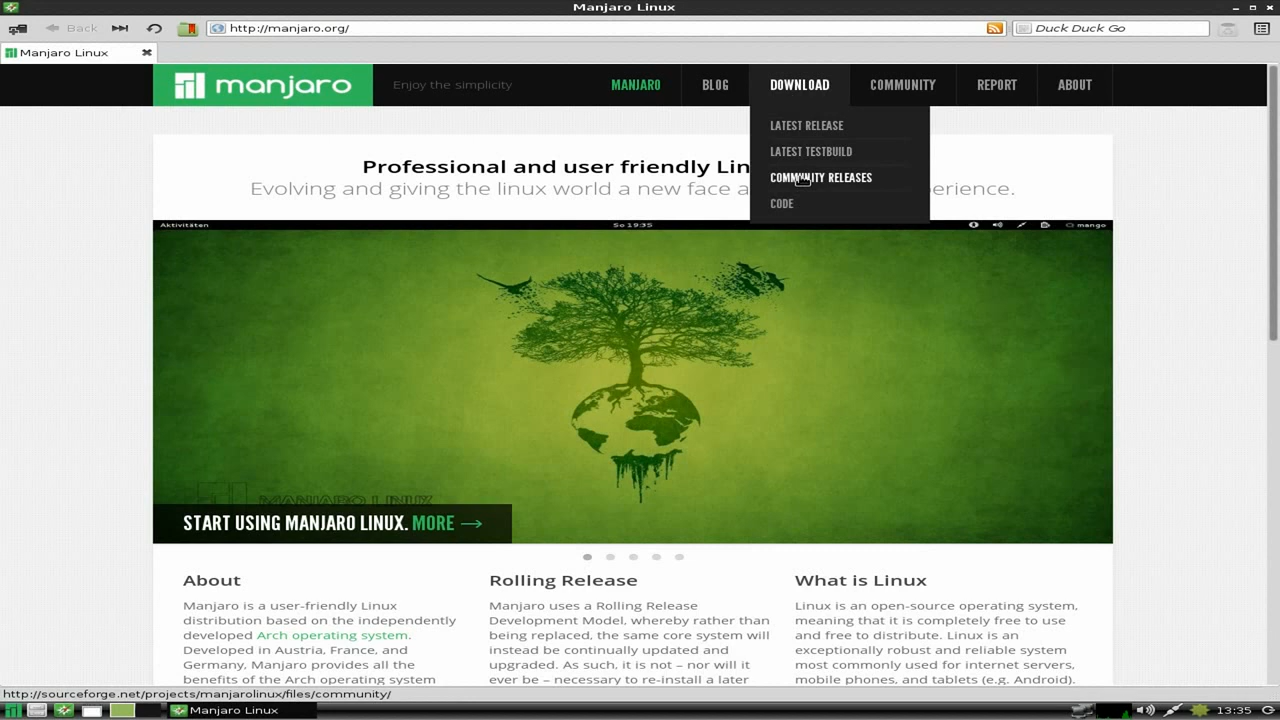 Manjaro Linux
Back
http://manjaro.org/
Duck Duck Go
Manjaro Linux
manjaro
Enjoy the simplicity
MANJARO
BLOG
DOWNLOAD
COMMUNITY
REPORT
ABOUT
LATEST RELEASE
LATEST TESTBUILD
COMMUNITY RELEASES
CODE
Professional and user friendly Lin
Evolving and giving the linux world a new face a
perience.
Aktivitäten
So 19:35
mango
MANJARO LINUX
START USING MANJARO LINUX. MORE →
About
Manjaro is a user-friendly Linux
distribution based on the independently
developed Arch operating system.
Developed in Austria, France, and
Germany, Manjaro provides all the
benefits of the Arch operating system
Rolling Release
Manjaro uses a Rolling Release
Development Model, whereby rather than
being replaced, the same core system will
instead be continually updated and
upgraded. As such, it is not – nor will it
ever be – necessary to re-install a later
What is Linux
Linux is an open-source operating system,
meaning that it is completely free to use
and free to distribute. Linux is an
exceptionally robust and reliable system
most commonly used for internet servers,
mobile phones, and tablets (e.g. Android).
http://sourceforge.net/projects/manjarolinux/files/community/
Manjaro Linux
13:35